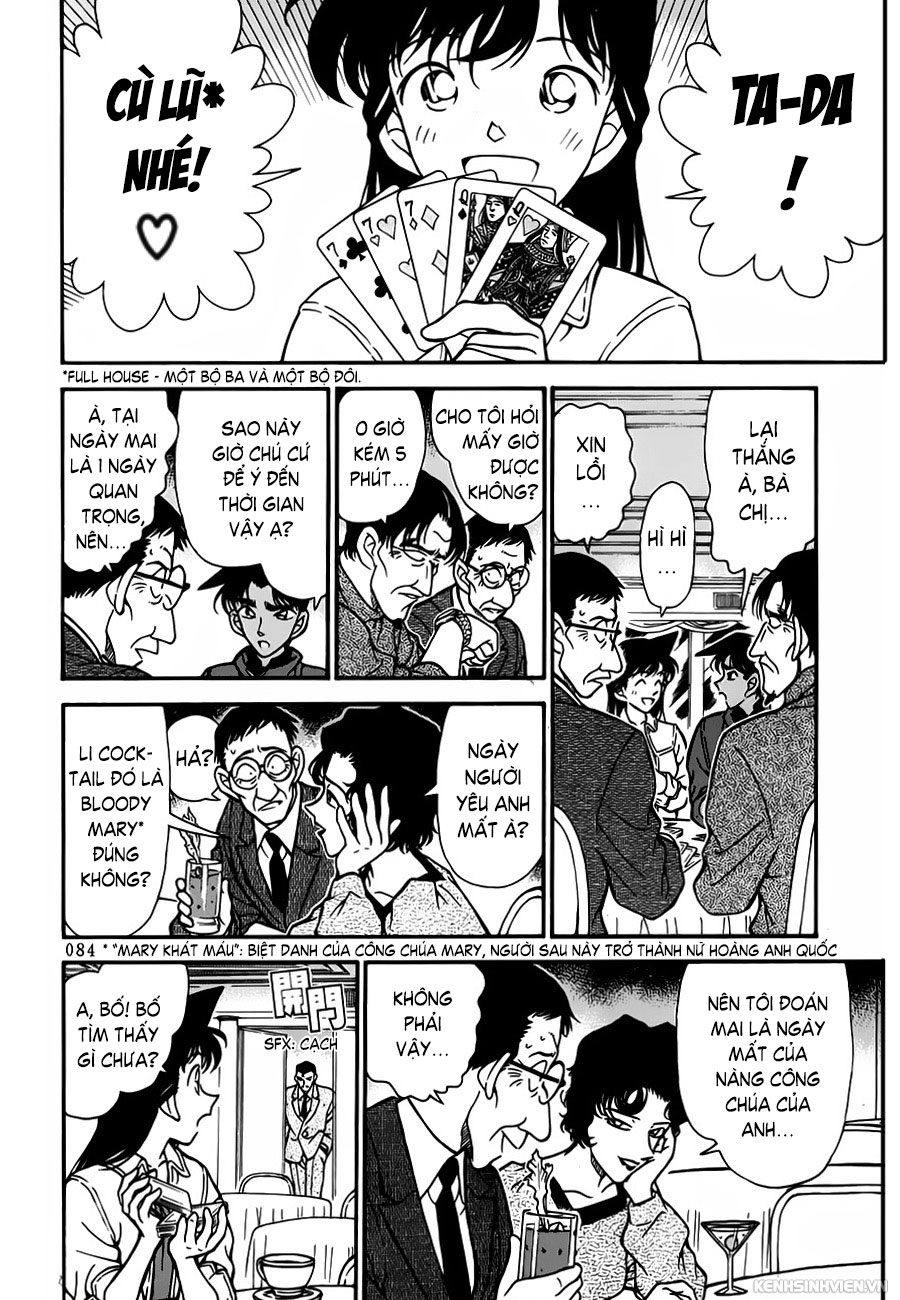 TA-DA
!
CÙ LŨ*
NHÉ!
♡
*FULL HOUSE - MỘT BỘ BA VÀ MỘT BỘ ĐÔI.
LẠI
THẮNG
À, BÀ
CHỊ...
HÌ HÌ
...
XIN
LỖI
...
CHO TÔI HỎI
MẤY GIỜ
ĐƯỢC
KHÔNG?
0 GIỜ
KÉM 5
PHÚT...
SAO NÃY
GIỜ CHÚ CỨ
ĐỂ Ý ĐẾN
THỜI GIAN
VẬY Ạ?
À, TẠI
NGÀY MAI
LÀ 1 NGÀY
QUAN
TRỌNG,
NÊN...
NGÀY
NGƯỜI
YÊU ANH
MẤT À?
HẢ?
LI COCK-
TAIL ĐÓ LÀ
BLOODY
MARY*
ĐÚNG
KHÔNG?
084 * "MARY KHÁT MÁU": BIỆT DANH CỦA CÔNG CHÚA MARY, NGƯỜI SAU NÀY TRỞ THÀNH NỮ HOÀNG ANH QUỐC
NÊN TÔI ĐOÁN
MAI LÀ NGÀY
MẤT CỦA
NÀNG CÔNG
CHÚA CỦA
ANH...
KHÔNG
PHẢI
VẬY...
開門
SFX: CẠCH
A, BỐ! BỐ
TÌM THẤY
GÌ CHƯA?
KENHSINHVIEN.VN